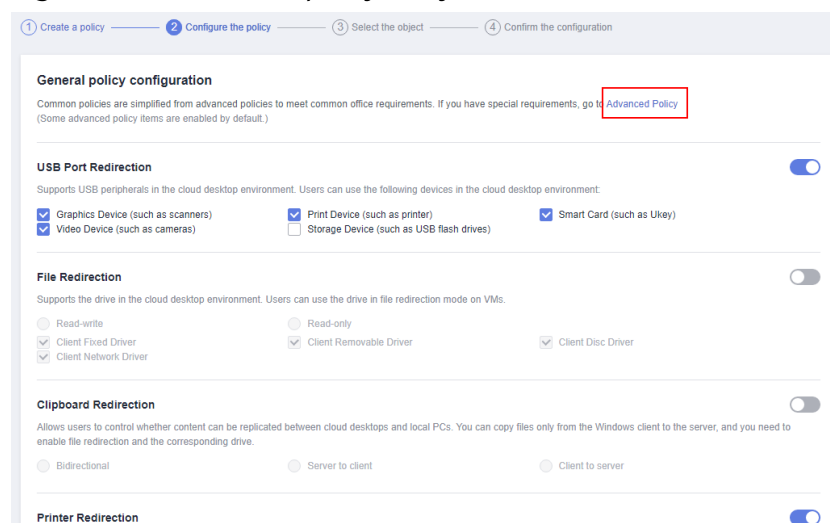 1 Create a policy 2 Configure the policy 3 Select the object 4 Confirm the configuration
General policy configuration
Common policies are simplified from advanced policies to meet common office requirements. If you have special requirements, go to Advanced Policy
(Some advanced policy items are enabled by default.)
USB Port Redirection
Supports USB peripherals in the cloud desktop environment. Users can use the following devices in the cloud desktop environment:
Graphics Device (such as scanners) Print Device (such as printer) Smart Card (such as Ukey)
Video Device (such as cameras) Storage Device (such as USB flash drives)
File Redirection
Supports the drive in the cloud desktop environment. Users can use the drive in file redirection mode on VMs.
Read-write Read-only
Client Fixed Driver Client Removable Driver Client Disc Driver
Client Network Driver
Clipboard Redirection
Allows users to control whether content can be replicated between cloud desktops and local PCs. You can copy files only from the Windows client to the server, and you need to
enable file redirection and the corresponding drive.
Bidirectional Server to client Client to server
Printer Redirection